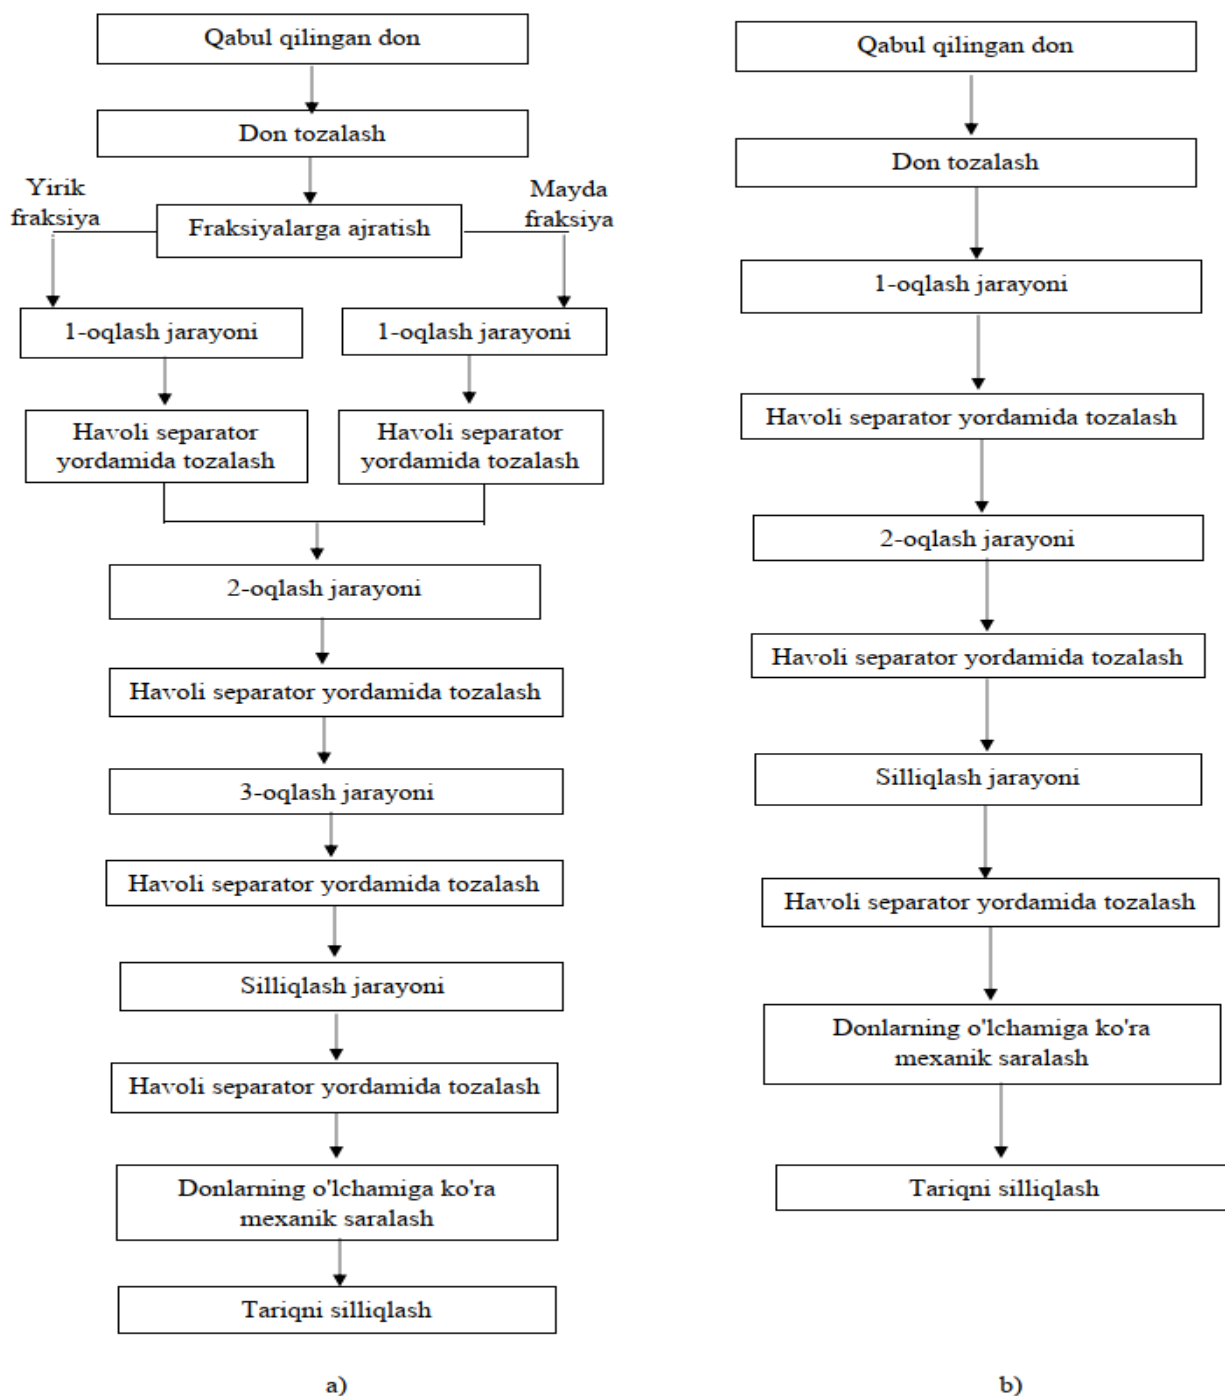 Qabul qilingan don
Don tozalash
Yirik
fraksiya
Fraksiyalarga ajratish
Mayda
fraksiya
1-oqlash jarayoni
1-oqlash jarayoni
Havoli separator
yordamida tozalash
Havoli separator
yordamida tozalash
2-oqlash jarayoni
Havoli separator yordamida tozalash
3-oqlash jarayoni
Havoli separator yordamida tozalash
Silliqlash jarayoni
Havoli separator yordamida tozalash
Donlarning o'lchamiga ko'ra
mexanik saralash
Tariqni silliqlash
a)
Qabul qilingan don
Don tozalash
1-oqlash jarayoni
Havoli separator yordamida tozalash
2-oqlash jarayoni
Havoli separator yordamida tozalash
Silliqlash jarayoni
Havoli separator yordamida tozalash
Donlarning o'lchamiga ko'ra
mexanik saralash
Tariqni silliqlash
b)